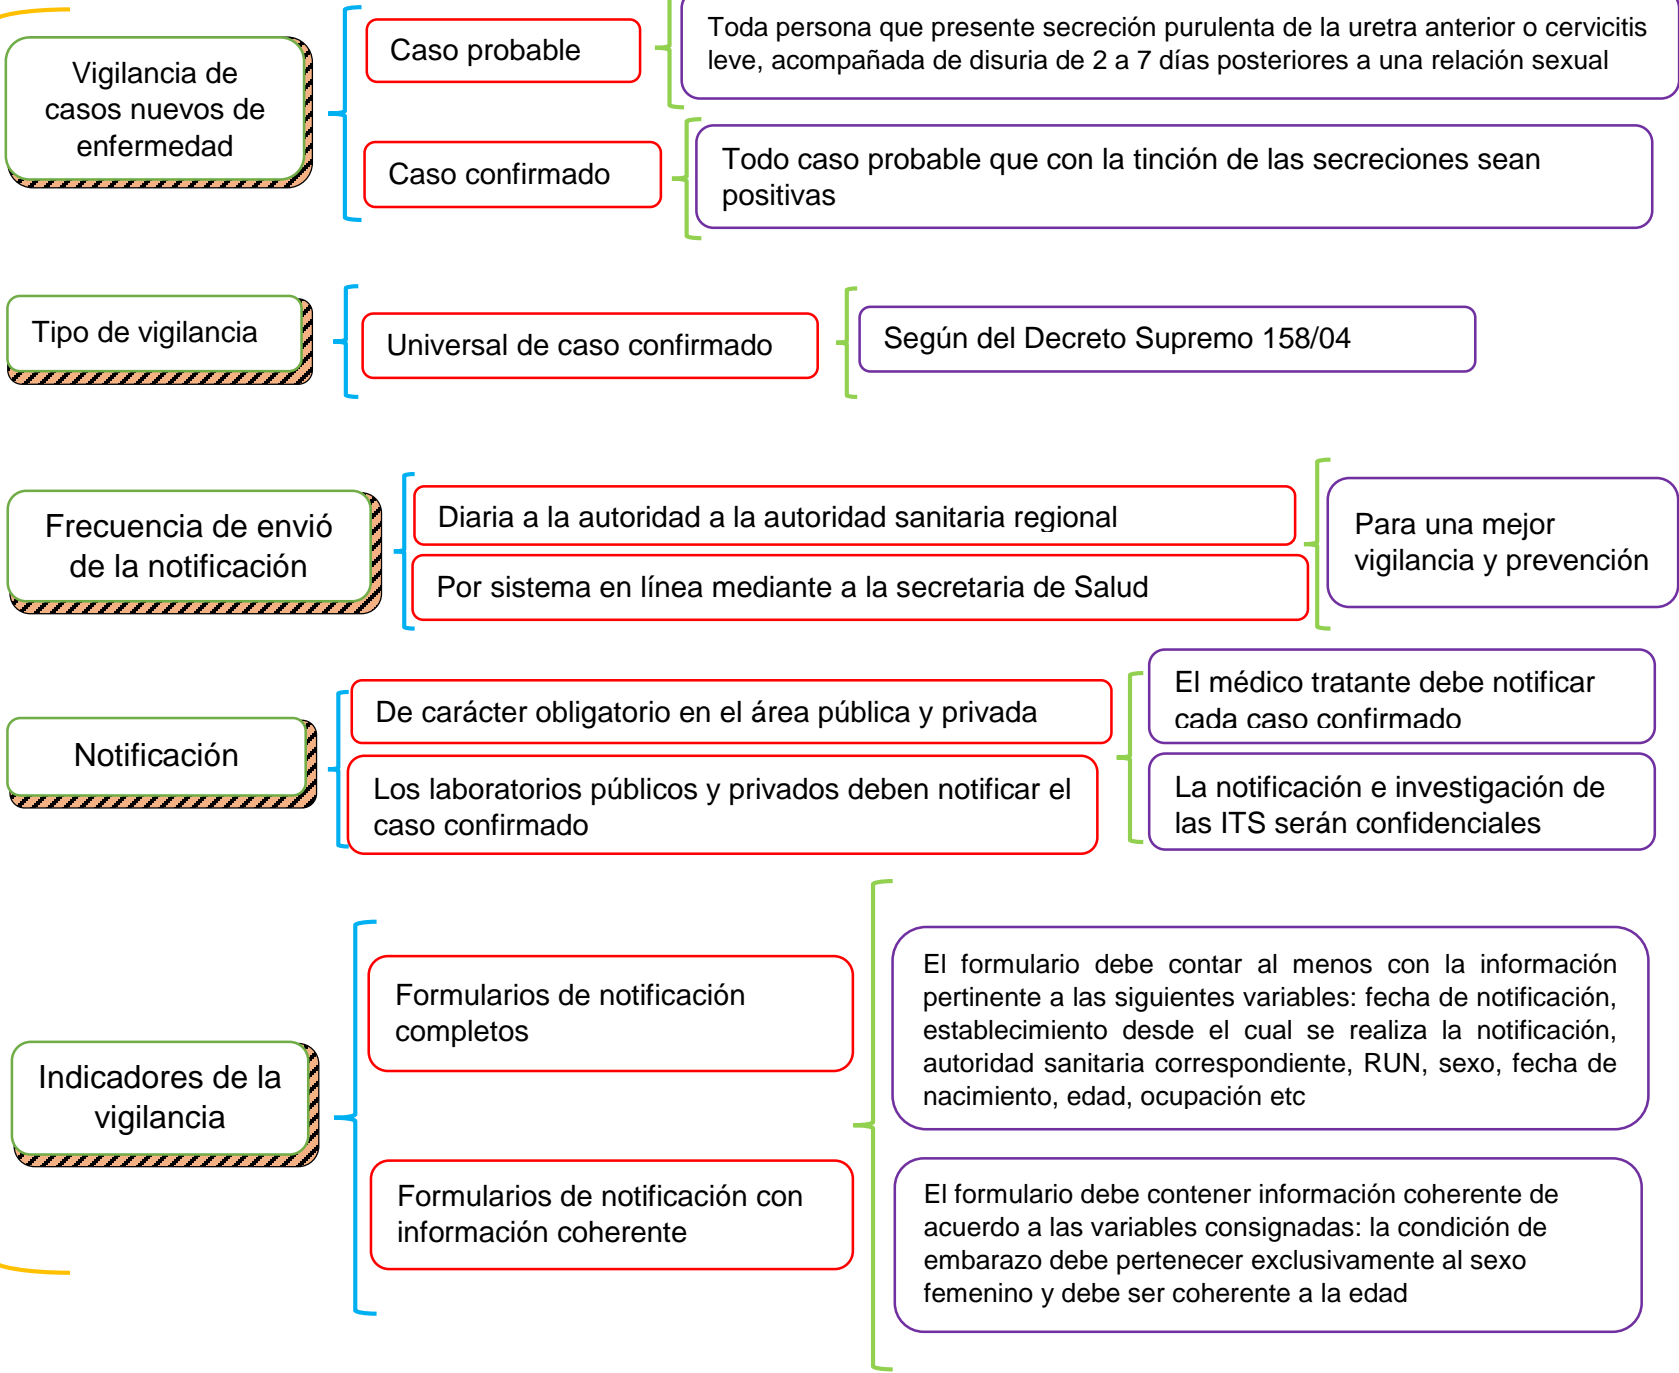 Vigilancia de
casos nuevos de
enfermedad
Caso probable
Toda persona que presente secreción purulenta de la uretra anterior o cervicitis
leve, acompañada de disuria de 2 a 7 días posteriores a una relación sexual
Caso confirmado
Todo caso probable que con la tinción de las secreciones sean
positivas
Tipo de vigilancia
Universal de caso confirmado
Según del Decreto Supremo 158/04
Frecuencia de envió
de la notificación
Diaria a la autoridad a la autoridad sanitaria regional
Por sistema en línea mediante a la secretaria de Salud
Para una mejor
vigilancia y prevención
Notificación
De carácter obligatorio en el área pública y privada
Los laboratorios públicos y privados deben notificar el
caso confirmado
El médico tratante debe notificar
cada caso confirmado
La notificación e investigación de
las ITS serán confidenciales
Indicadores de la
vigilancia
Formularios de notificación
completos
El formulario debe contar al menos con la información
pertinente a las siguientes variables: fecha de notificación,
establecimiento desde el cual se realiza la notificación,
autoridad sanitaria correspondiente, RUN, sexo, fecha de
nacimiento, edad, ocupación etc
Formularios de notificación con
información coherente
El formulario debe contener información coherente de
acuerdo a las variables consignadas: la condición de
embarazo debe pertenecer exclusivamente al sexo
femenino y debe ser coherente a la edad